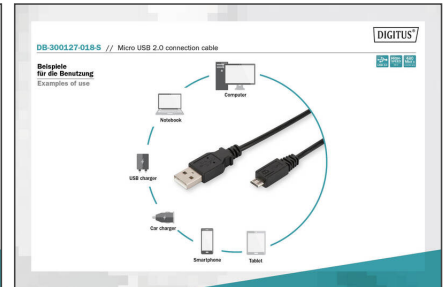 DIGITUS®
DB-300127-018-S // Micro USB 2.0 connection cable
Beispiele
für die Benutzung
Examples of use
Computer
Notebook
USB charger
Car charger
Smartphone
Tablet